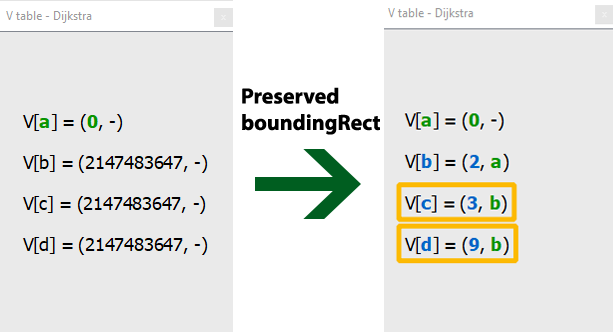 V table - Dijkstra
x
V[a] = (0, -)
V[b] = (2147483647, -)
V[c] = (2147483647, -)
V[d] = (2147483647, -)
Preserved
boundingRect
V table - Dijkstra
x
V[a] = (0, -)
V[b] = (2, a)
V[c] = (3, b)
V[d] = (9, b)